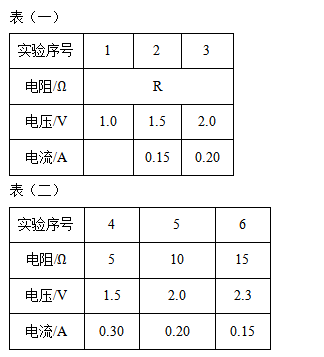 表（一）
实验序号 1 2 3
电阻/Ω R
电压/V 1.0 1.5 2.0
电流/A 0.15 0.20
表（二）
实验序号 4 5 6
电阻/Ω 5 10 15
电压/V 1.5 2.0 2.3
电流/A 0.30 0.20 0.15